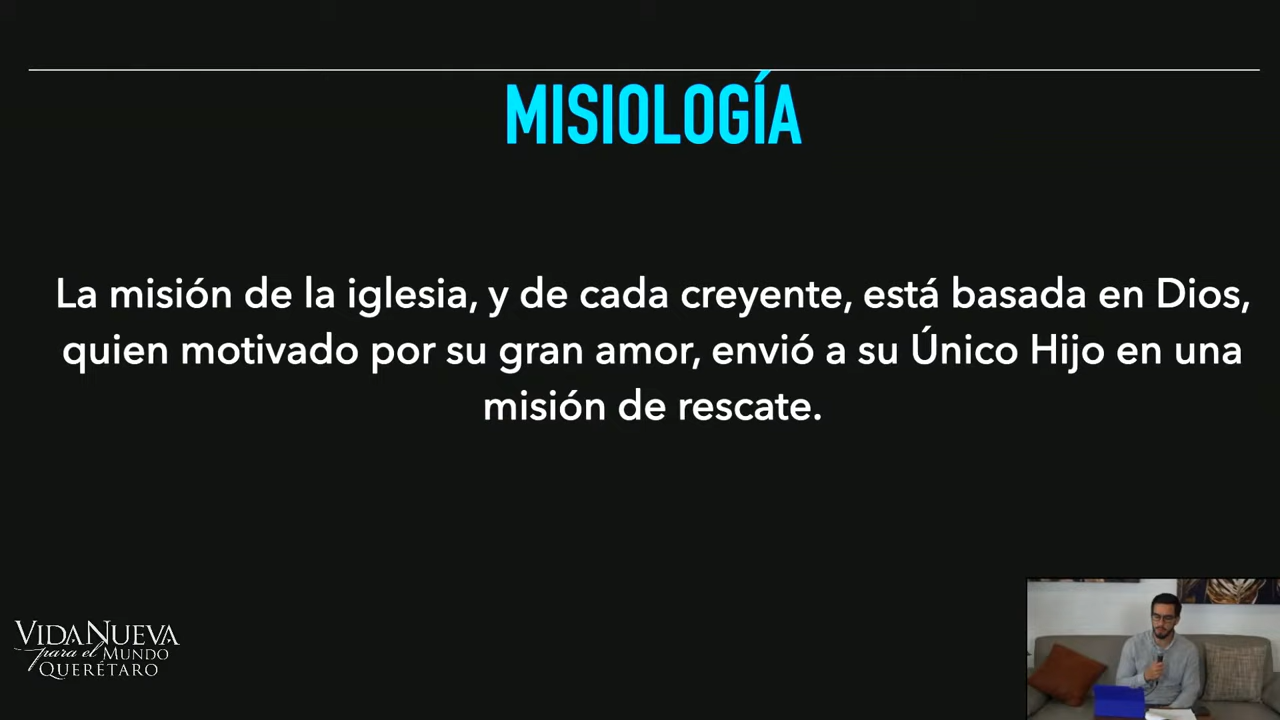 MISIOLOGÍA
La misión de la iglesia, y de cada creyente, está basada en Dios,
quien motivado por su gran amor, envió a su Único Hijo en una
misión de rescate.
VIDA NUEVA
para el MUNDO
QUERÉTARO